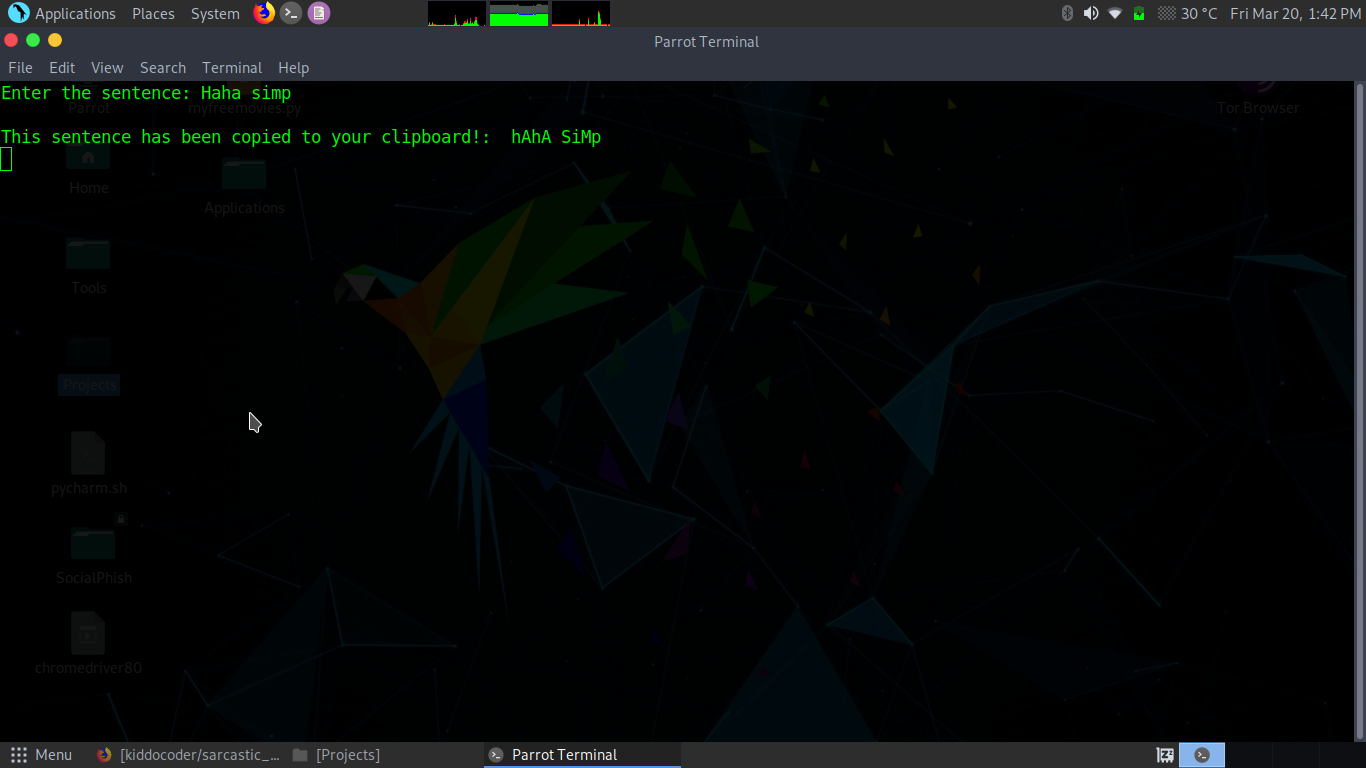 Applications Places System 30 °C Fri Mar 20, 1:42 PM
Parrot Terminal
File Edit View Search Terminal Help
Enter the sentence: Haha simp
Parrot myfreemovies.py Tor Browser
This sentence has been copied to your clipboard!:  hAhA SiMp
Home
Applications
Tools
Projects
pycharm.sh
SocialPhish
chromedriver80
Menu [kiddocoder/sarcastic_... [Projects] Parrot Terminal